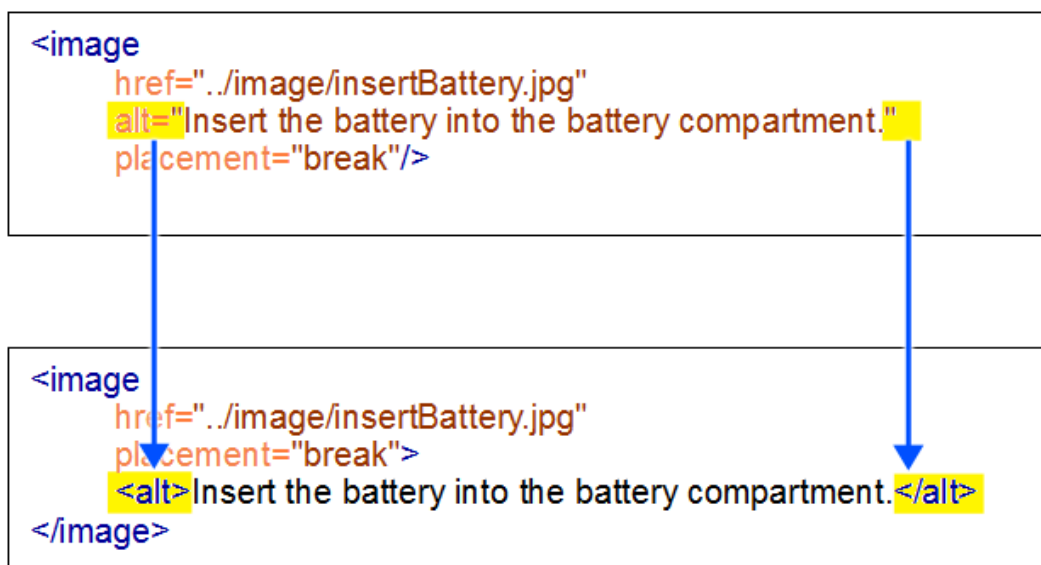 <image
href="../image/insertBattery.jpg"
alt="Insert the battery into the battery compartment."
placement="break"/>
<image
href="../image/insertBattery.jpg"
placement="break">
<alt>Insert the battery into the battery compartment.</alt>
</image>